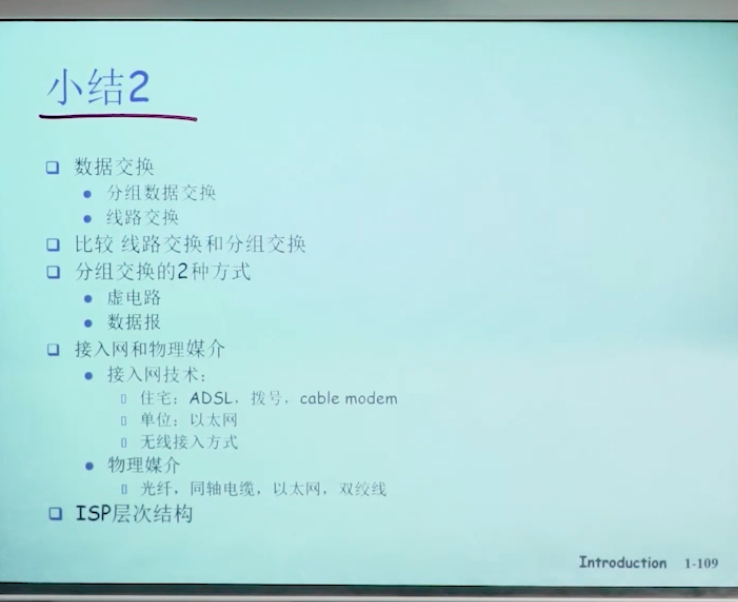 小结2
数据交换
分组数据交换
线路交换
比较 线路交换和分组交换
分组交换的2种方式
虚电路
数据报
接入网和物理媒介
接入网技术：
住宅：ADSL，拨号，cable modem
单位：以太网
无线接入方式
物理媒介
光纤，同轴电缆，以太网，双绞线
ISP层次结构
Introduction 1-109